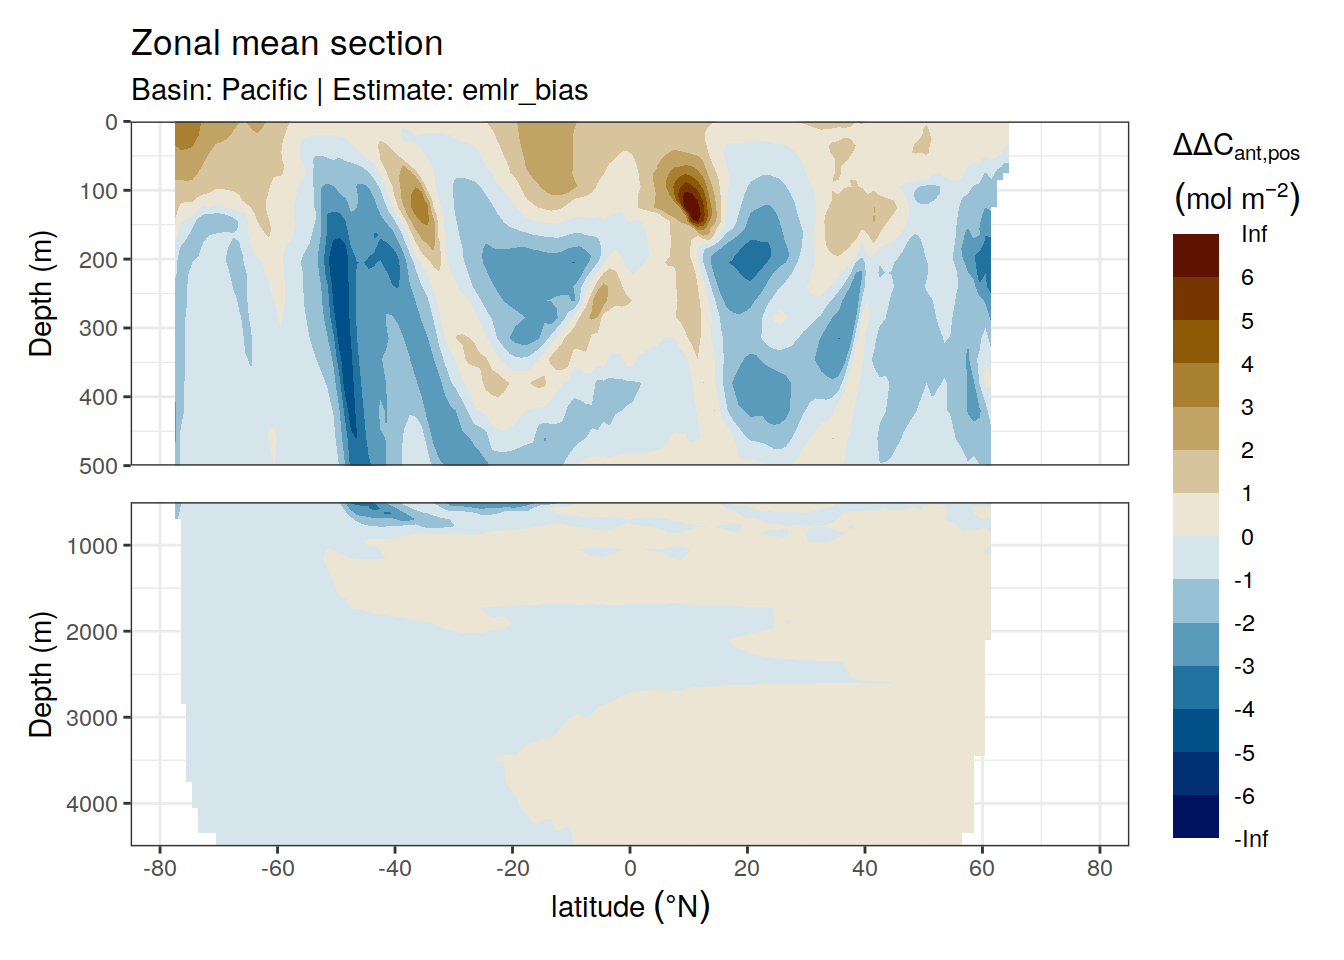 Zonal mean section
Basin: Pacific | Estimate: emlr_bias
0
100
200
300
400
500
Depth (m)
1000
2000
3000
4000
Depth (m)
-80 -60 -40 -20 0 20 40 60 80
latitude (°N)
ΔΔC_ant,pos
(mol m⁻²)
Inf
6
5
4
3
2
1
0
-1
-2
-3
-4
-5
-6
-Inf